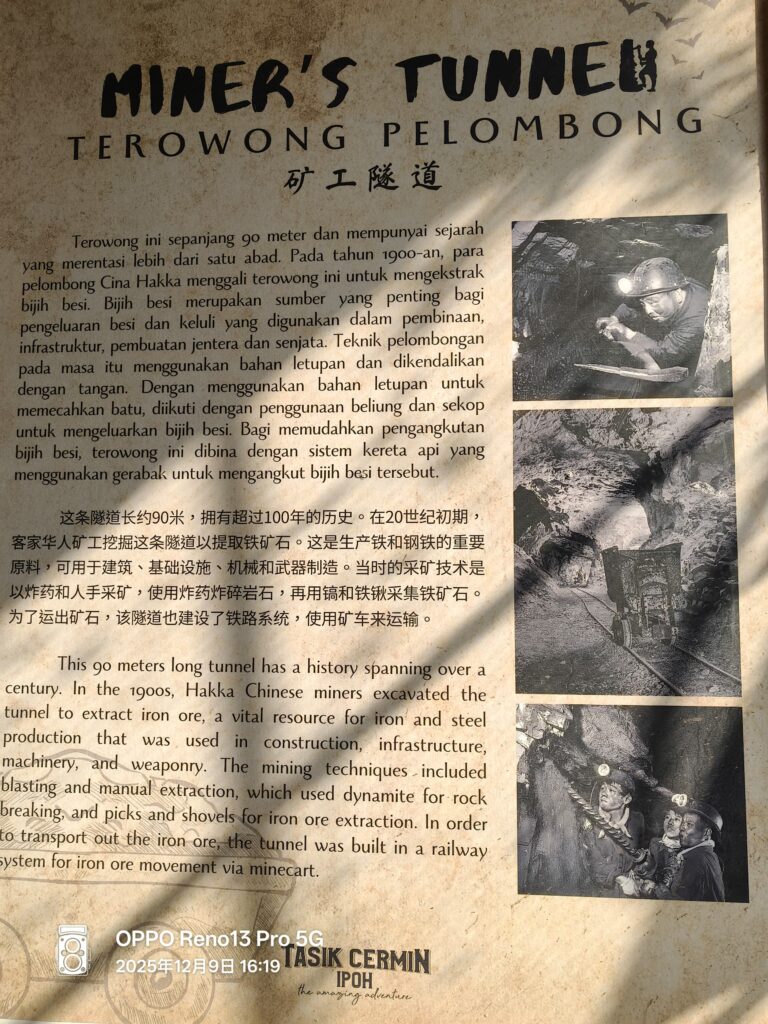 MINER'S TUNNEL
TEROWONG PELOMBONG
矿工隧道
Terowong ini sepanjang 90 meter dan mempunyai sejarah
yang merentasi lebih dari satu abad. Pada tahun 1900-an, para
pelombong Cina Hakka menggali terowong ini untuk mengekstrak
bijih besi. Bijih besi merupakan sumber yang penting bagi
pengeluaran besi dan keluli yang digunakan dalam pembinaan,
infrastruktur, pembuatan jentera dan senjata. Teknik pelombongan
pada masa itu menggunakan bahan letupan dan dikendalikan
dengan tangan. Dengan menggunakan bahan letupan untuk
memecahkan batu, diikuti dengan penggunaan beliung dan sekop
untuk mengeluarkan bijih besi. Bagi memudahkan pengangkutan
bijih besi, terowong ini dibina dengan sistem kereta api yang
menggunakan gerabak untuk mengangkut bijih besi tersebut.
这条隧道长约90米，拥有超过100年的历史。在20世纪初期，
客家华人矿工挖掘这条隧道以提取铁矿石。这是生产铁和钢铁的重要
原料，可用于建筑、基础设施、机械和武器制造。当时的采矿技术是
以炸药和人手采矿，使用炸药炸碎岩石，再用镐和铁锹采集铁矿石。
为了运出矿石，该隧道也建设了铁路系统，使用矿车来运输。
This 90 meters long tunnel has a history spanning over a
century. In the 1900s, Hakka Chinese miners excavated the
tunnel to extract iron ore, a vital resource for iron and steel
production that was used in construction, infrastructure,
machinery, and weaponry. The mining techniques included
blasting and manual extraction, which used dynamite for rock
breaking, and picks and shovels for iron ore extraction. In order
to transport out the iron ore, the tunnel was built in a railway
system for iron ore movement via minecart.
OPPO Reno13 Pro 5G
2025年12月9日 16:19
TASIK CERMIN
IPOH
the amazing adventure